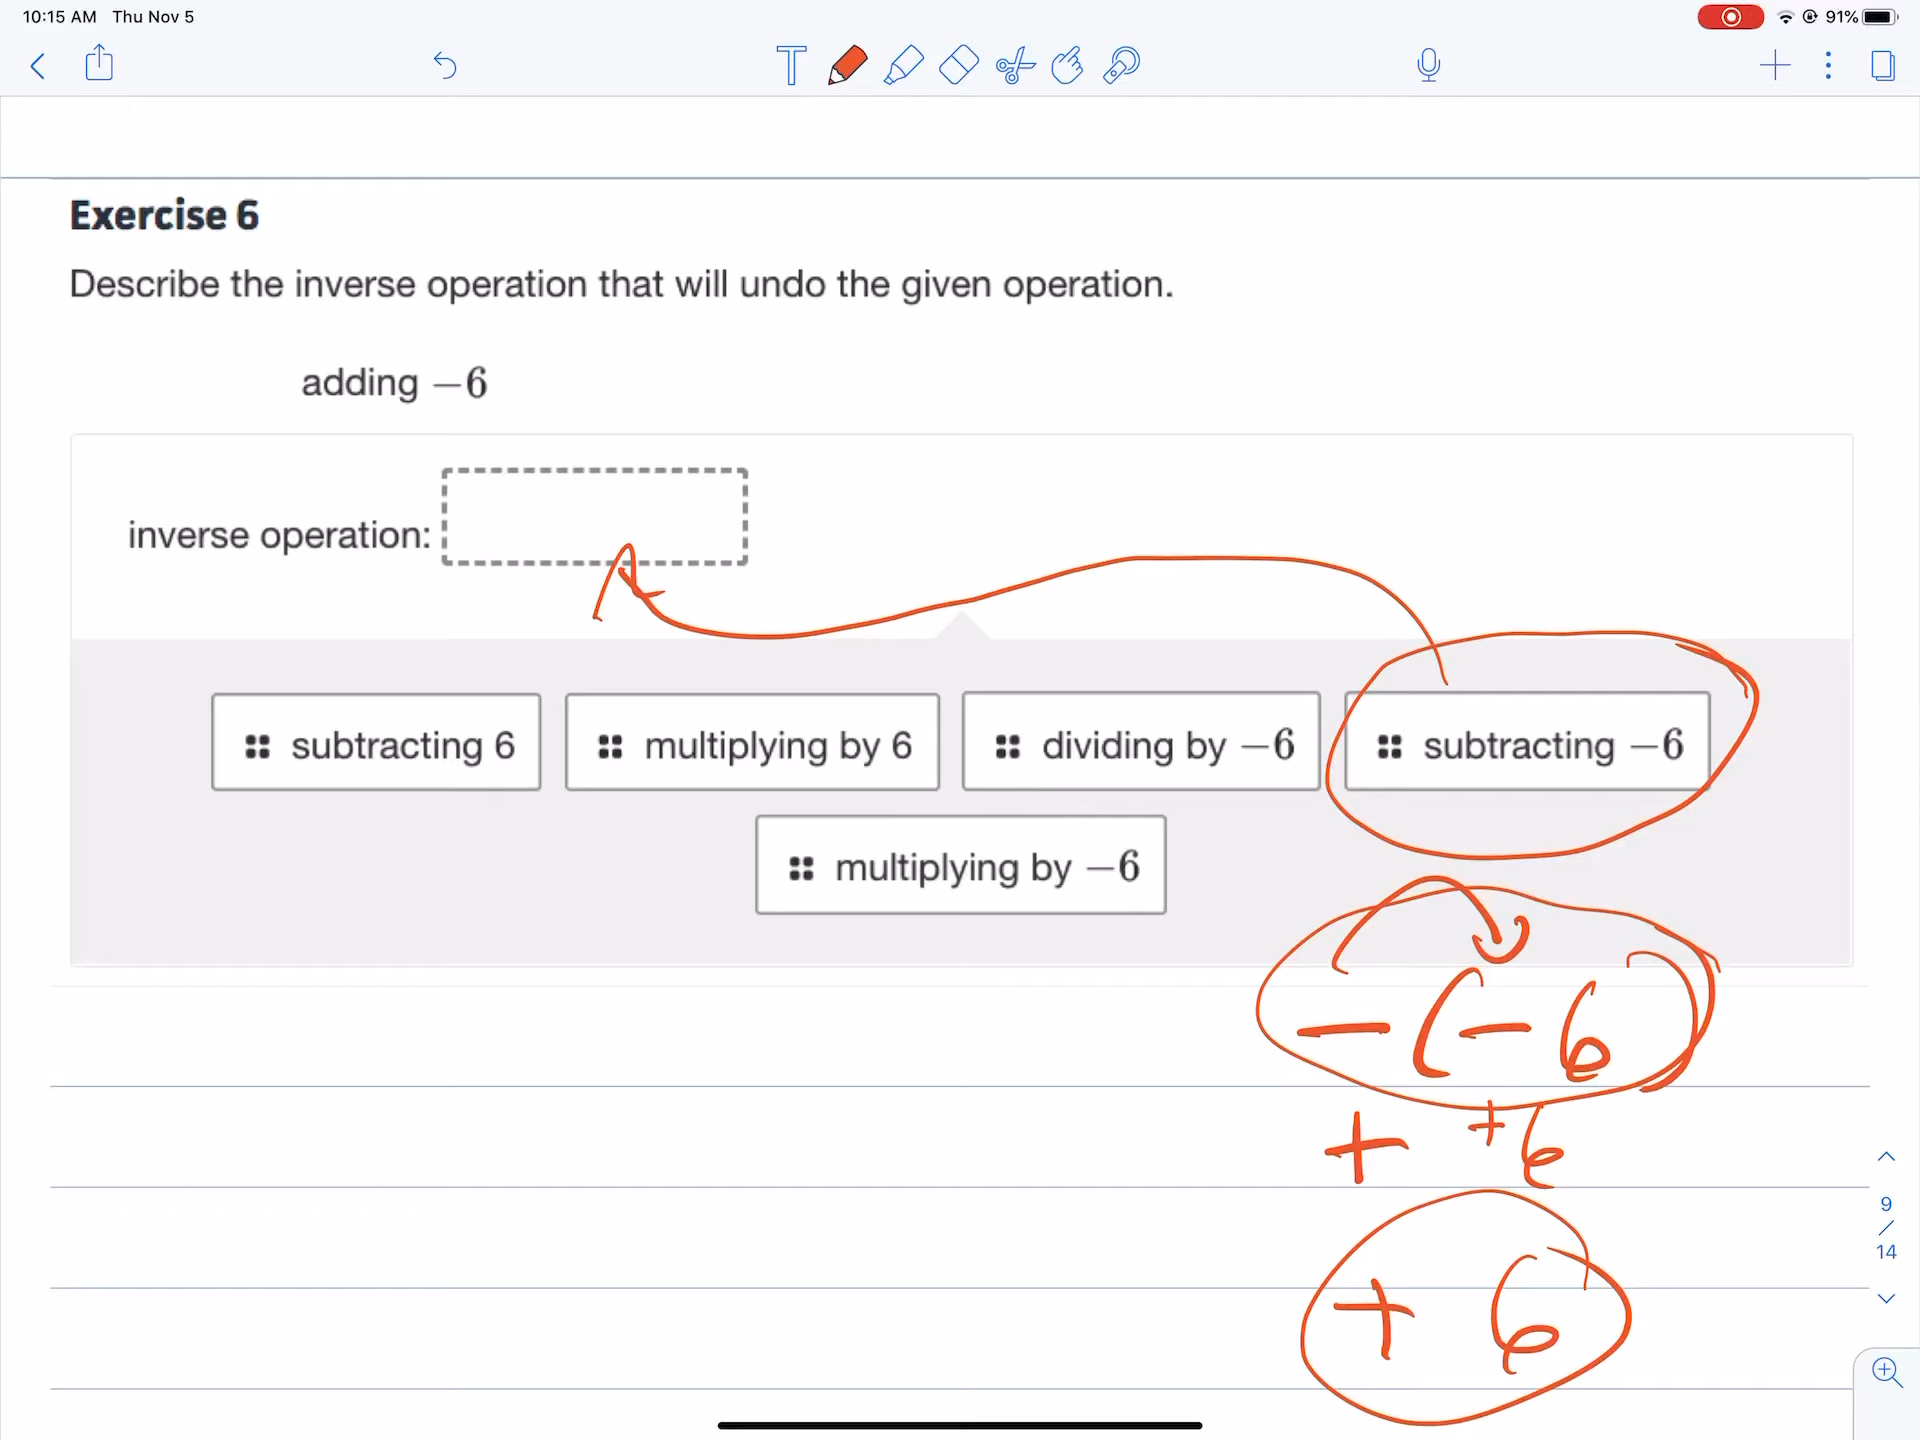 10:15 AM Thu Nov 5
91%
T
Exercise 6
Describe the inverse operation that will undo the given operation.
adding −6
inverse operation:
subtracting 6
multiplying by 6
dividing by −6
subtracting −6
multiplying by −6
− (− 6)
+ +6
+ 6
9
/
14